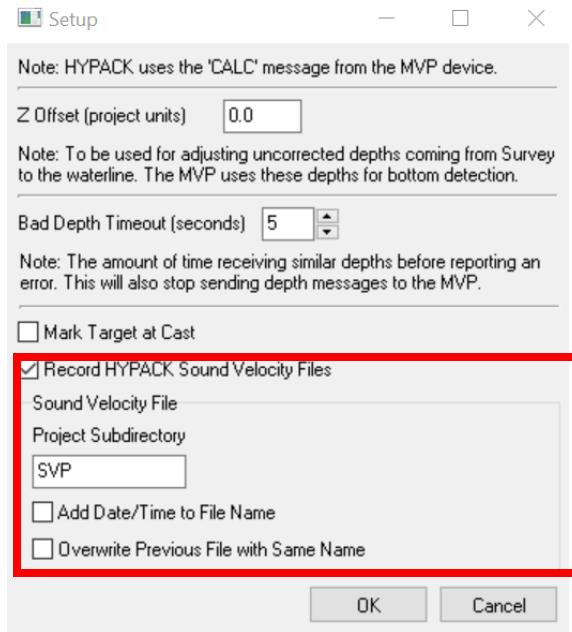 Setup
Note: HYPACK uses the 'CALC' message from the MVP device.
Z Offset (project units) 0.0
Note: To be used for adjusting uncorrected depths coming from Survey
to the waterline. The MVP uses these depths for bottom detection.
Bad Depth Timeout (seconds) 5
Note: The amount of time receiving similar depths before reporting an
error. This will also stop sending depth messages to the MVP.
Mark Target at Cast
Record HYPACK Sound Velocity Files
Sound Velocity File
Project Subdirectory
SVP
Add Date/Time to File Name
Overwrite Previous File with Same Name
OK Cancel